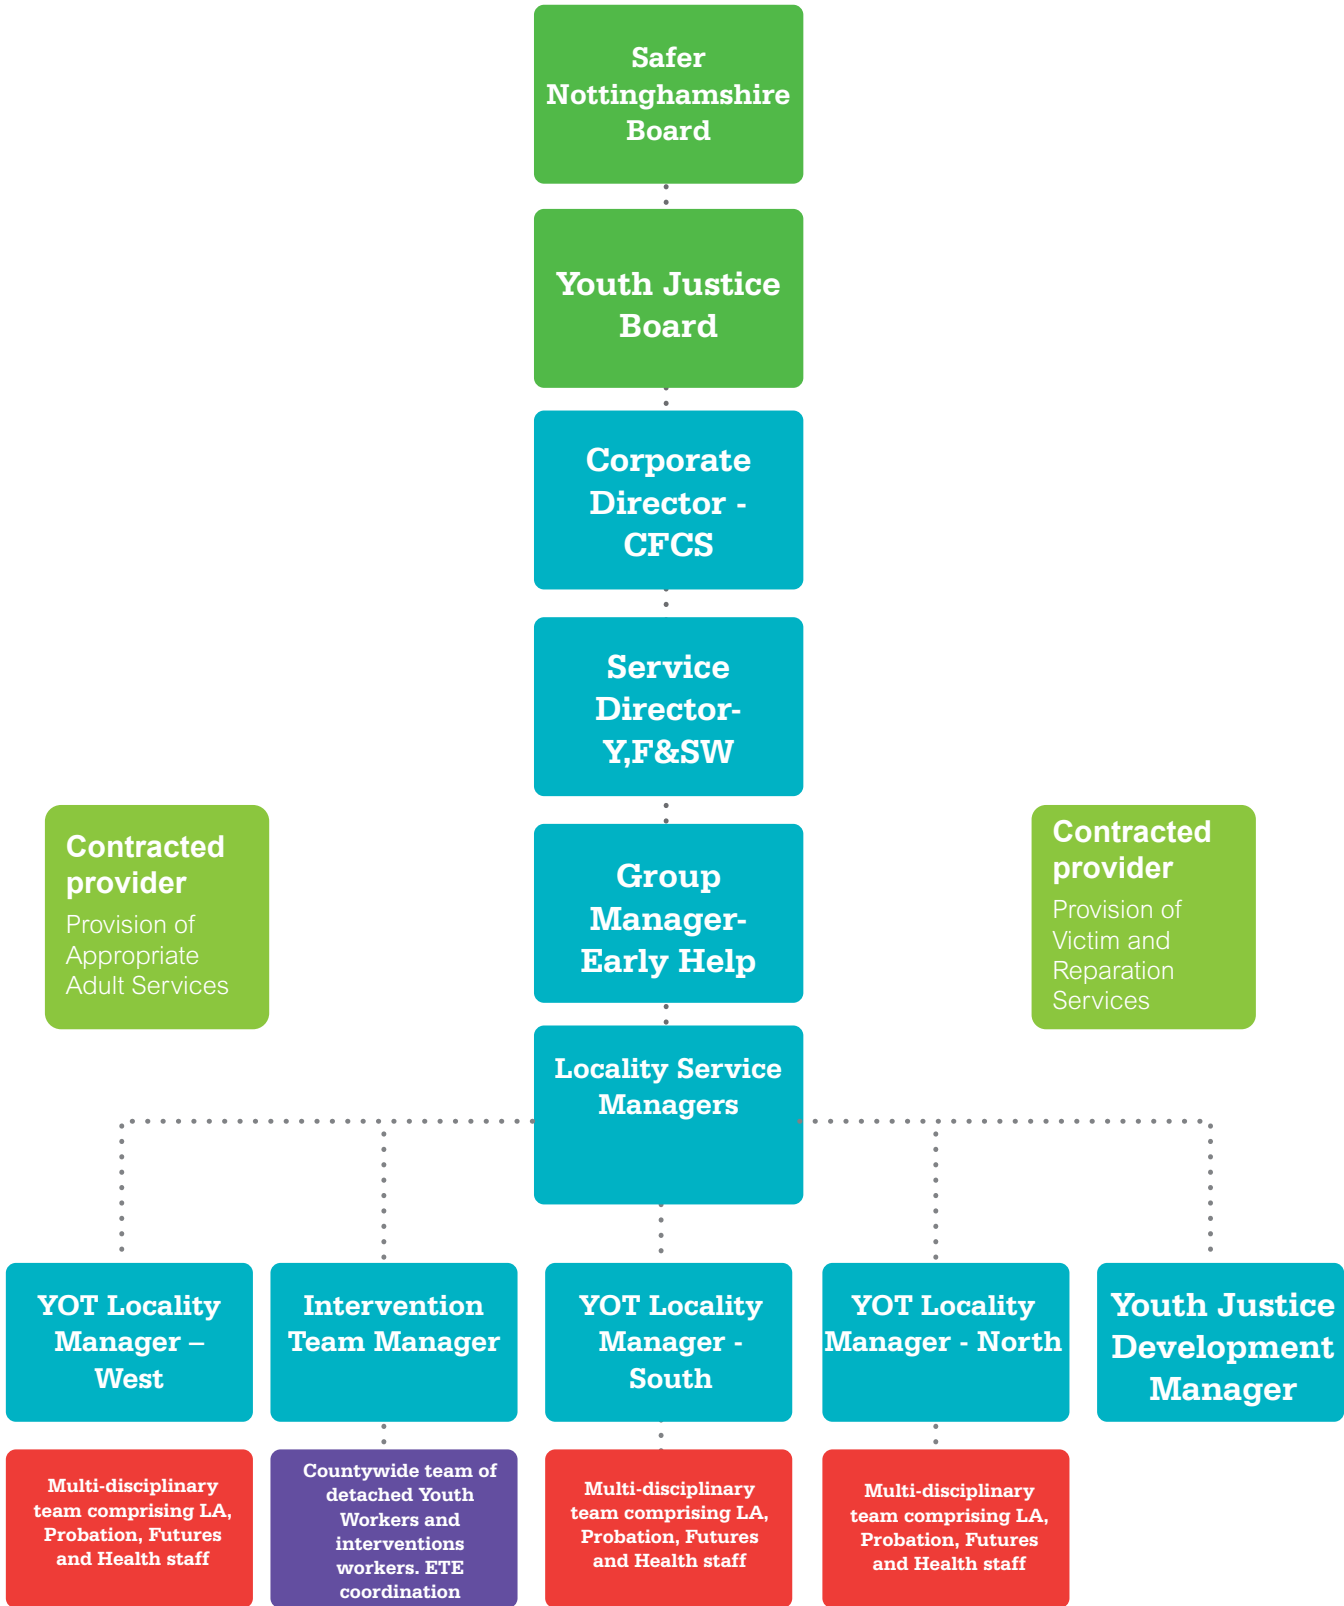 Safer
Nottinghamshire
Board
Youth Justice
Board
Corporate
Director -
CFCS
Service
Director-
Y,F&SW
Contracted
provider
Provision of
Appropriate
Adult Services
Group
Manager-
Early Help
Contracted
provider
Provision of
Victim and
Reparation
Services
Locality Service
Managers
YOT Locality
Manager –
West
Intervention
Team Manager
YOT Locality
Manager -
South
YOT Locality
Manager - North
Youth Justice
Development
Manager
Multi-disciplinary
team comprising LA,
Probation, Futures
and Health staff
Countywide team of
detached Youth
Workers and
interventions
workers. ETE
coordination
Multi-disciplinary
team comprising LA,
Probation, Futures
and Health staff
Multi-disciplinary
team comprising LA,
Probation, Futures
and Health staff